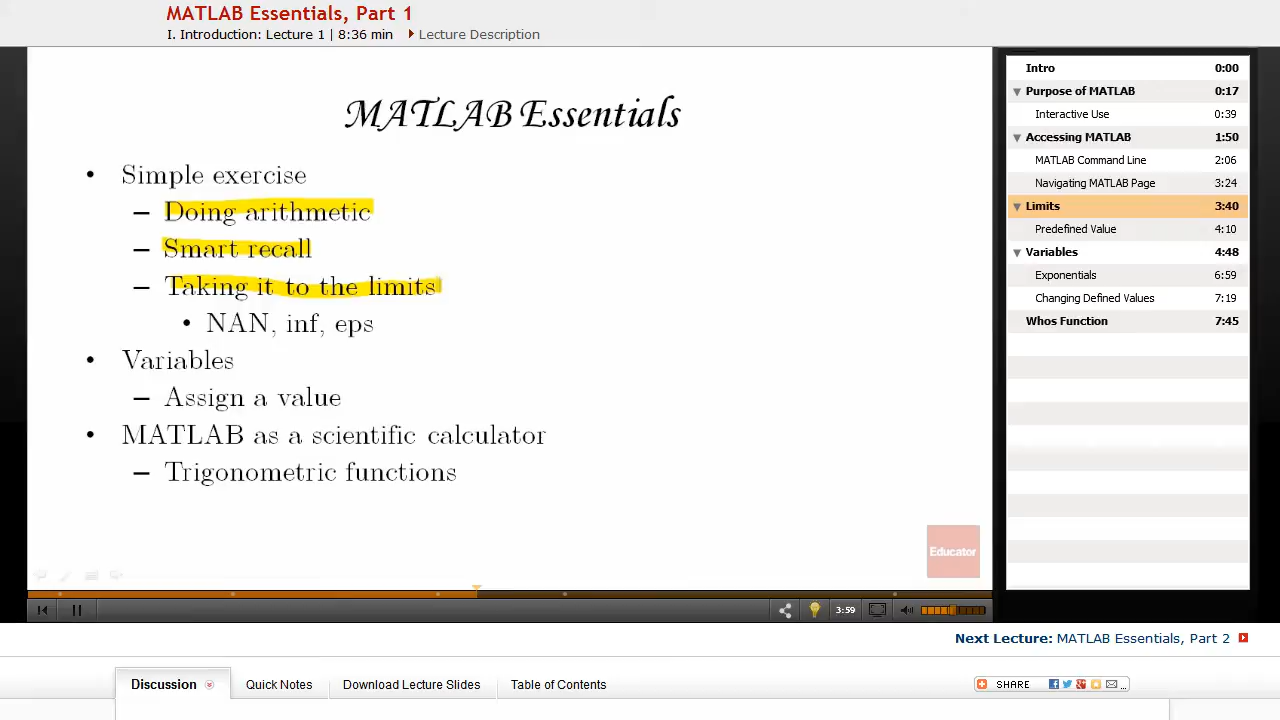 MATLAB Essentials, Part 1
I. Introduction: Lecture 1 | 8:36 min Lecture Description
MATLAB Essentials
• Simple exercise
– Doing arithmetic
– Smart recall
– Taking it to the limits
• NAN, inf, eps
• Variables
– Assign a value
• MATLAB as a scientific calculator
– Trigonometric functions
Educator
3:59
Intro 0:00
Purpose of MATLAB 0:17
Interactive Use 0:39
Accessing MATLAB 1:50
MATLAB Command Line 2:06
Navigating MATLAB Page 3:24
Limits 3:40
Predefined Value 4:10
Variables 4:48
Exponentials 6:59
Changing Defined Values 7:19
Whos Function 7:45
Next Lecture: MATLAB Essentials, Part 2
Discussion Quick Notes Download Lecture Slides Table of Contents SHARE ...